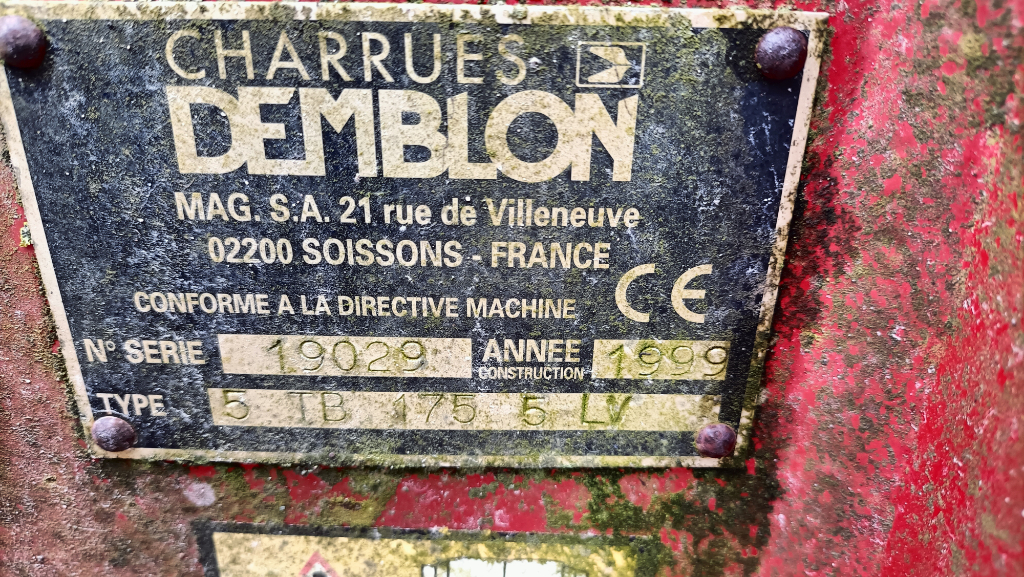 CHARRUES
DEMBLON
MAG. S.A. 21 rue de Villeneuve
02200 SOISSONS - FRANCE
CONFORME A LA DIRECTIVE MACHINE CE
N° SERIE 19029 ANNEE CONSTRUCTION 1999
TYPE 5 TB 175 5 LV